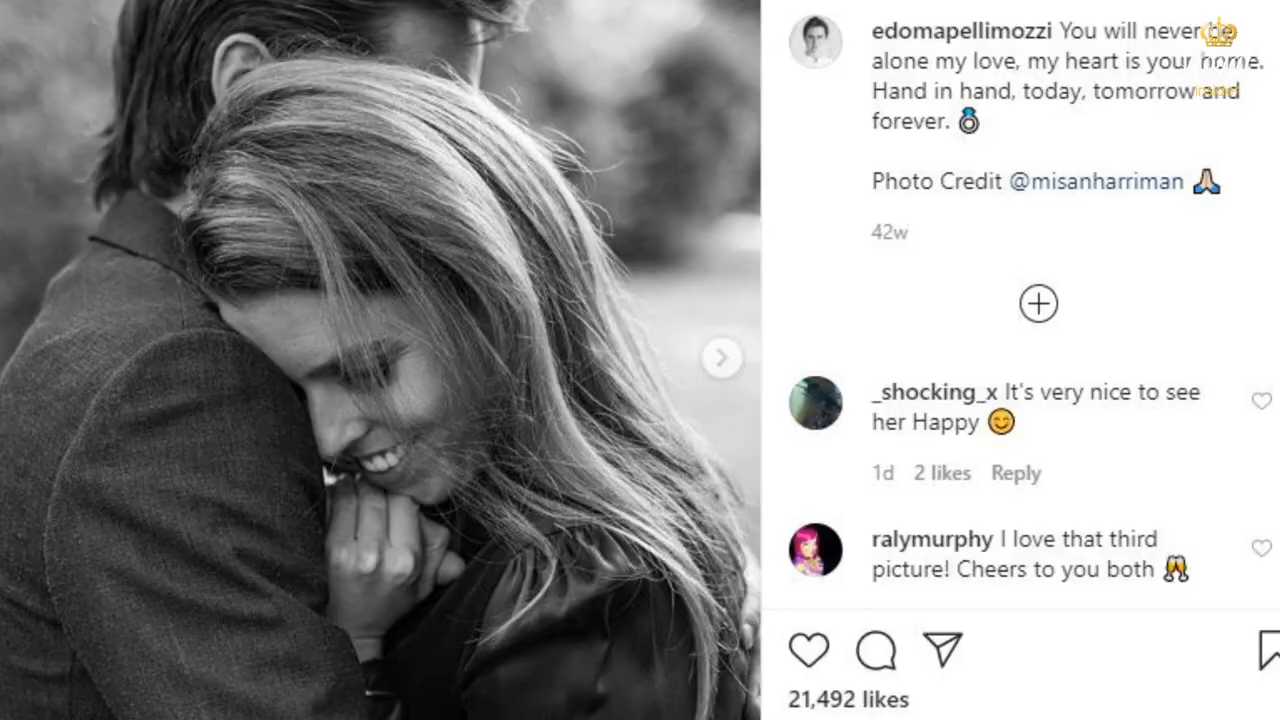 edomapellimozzi You will never be
alone my love, my heart is your home.
Hand in hand, today, tomorrow and
forever.
Photo Credit @misanharriman
42w
_shocking_x It's very nice to see
her Happy
1d 2 likes Reply
ralymurphy I love that third
picture! Cheers to you both
21,492 likes